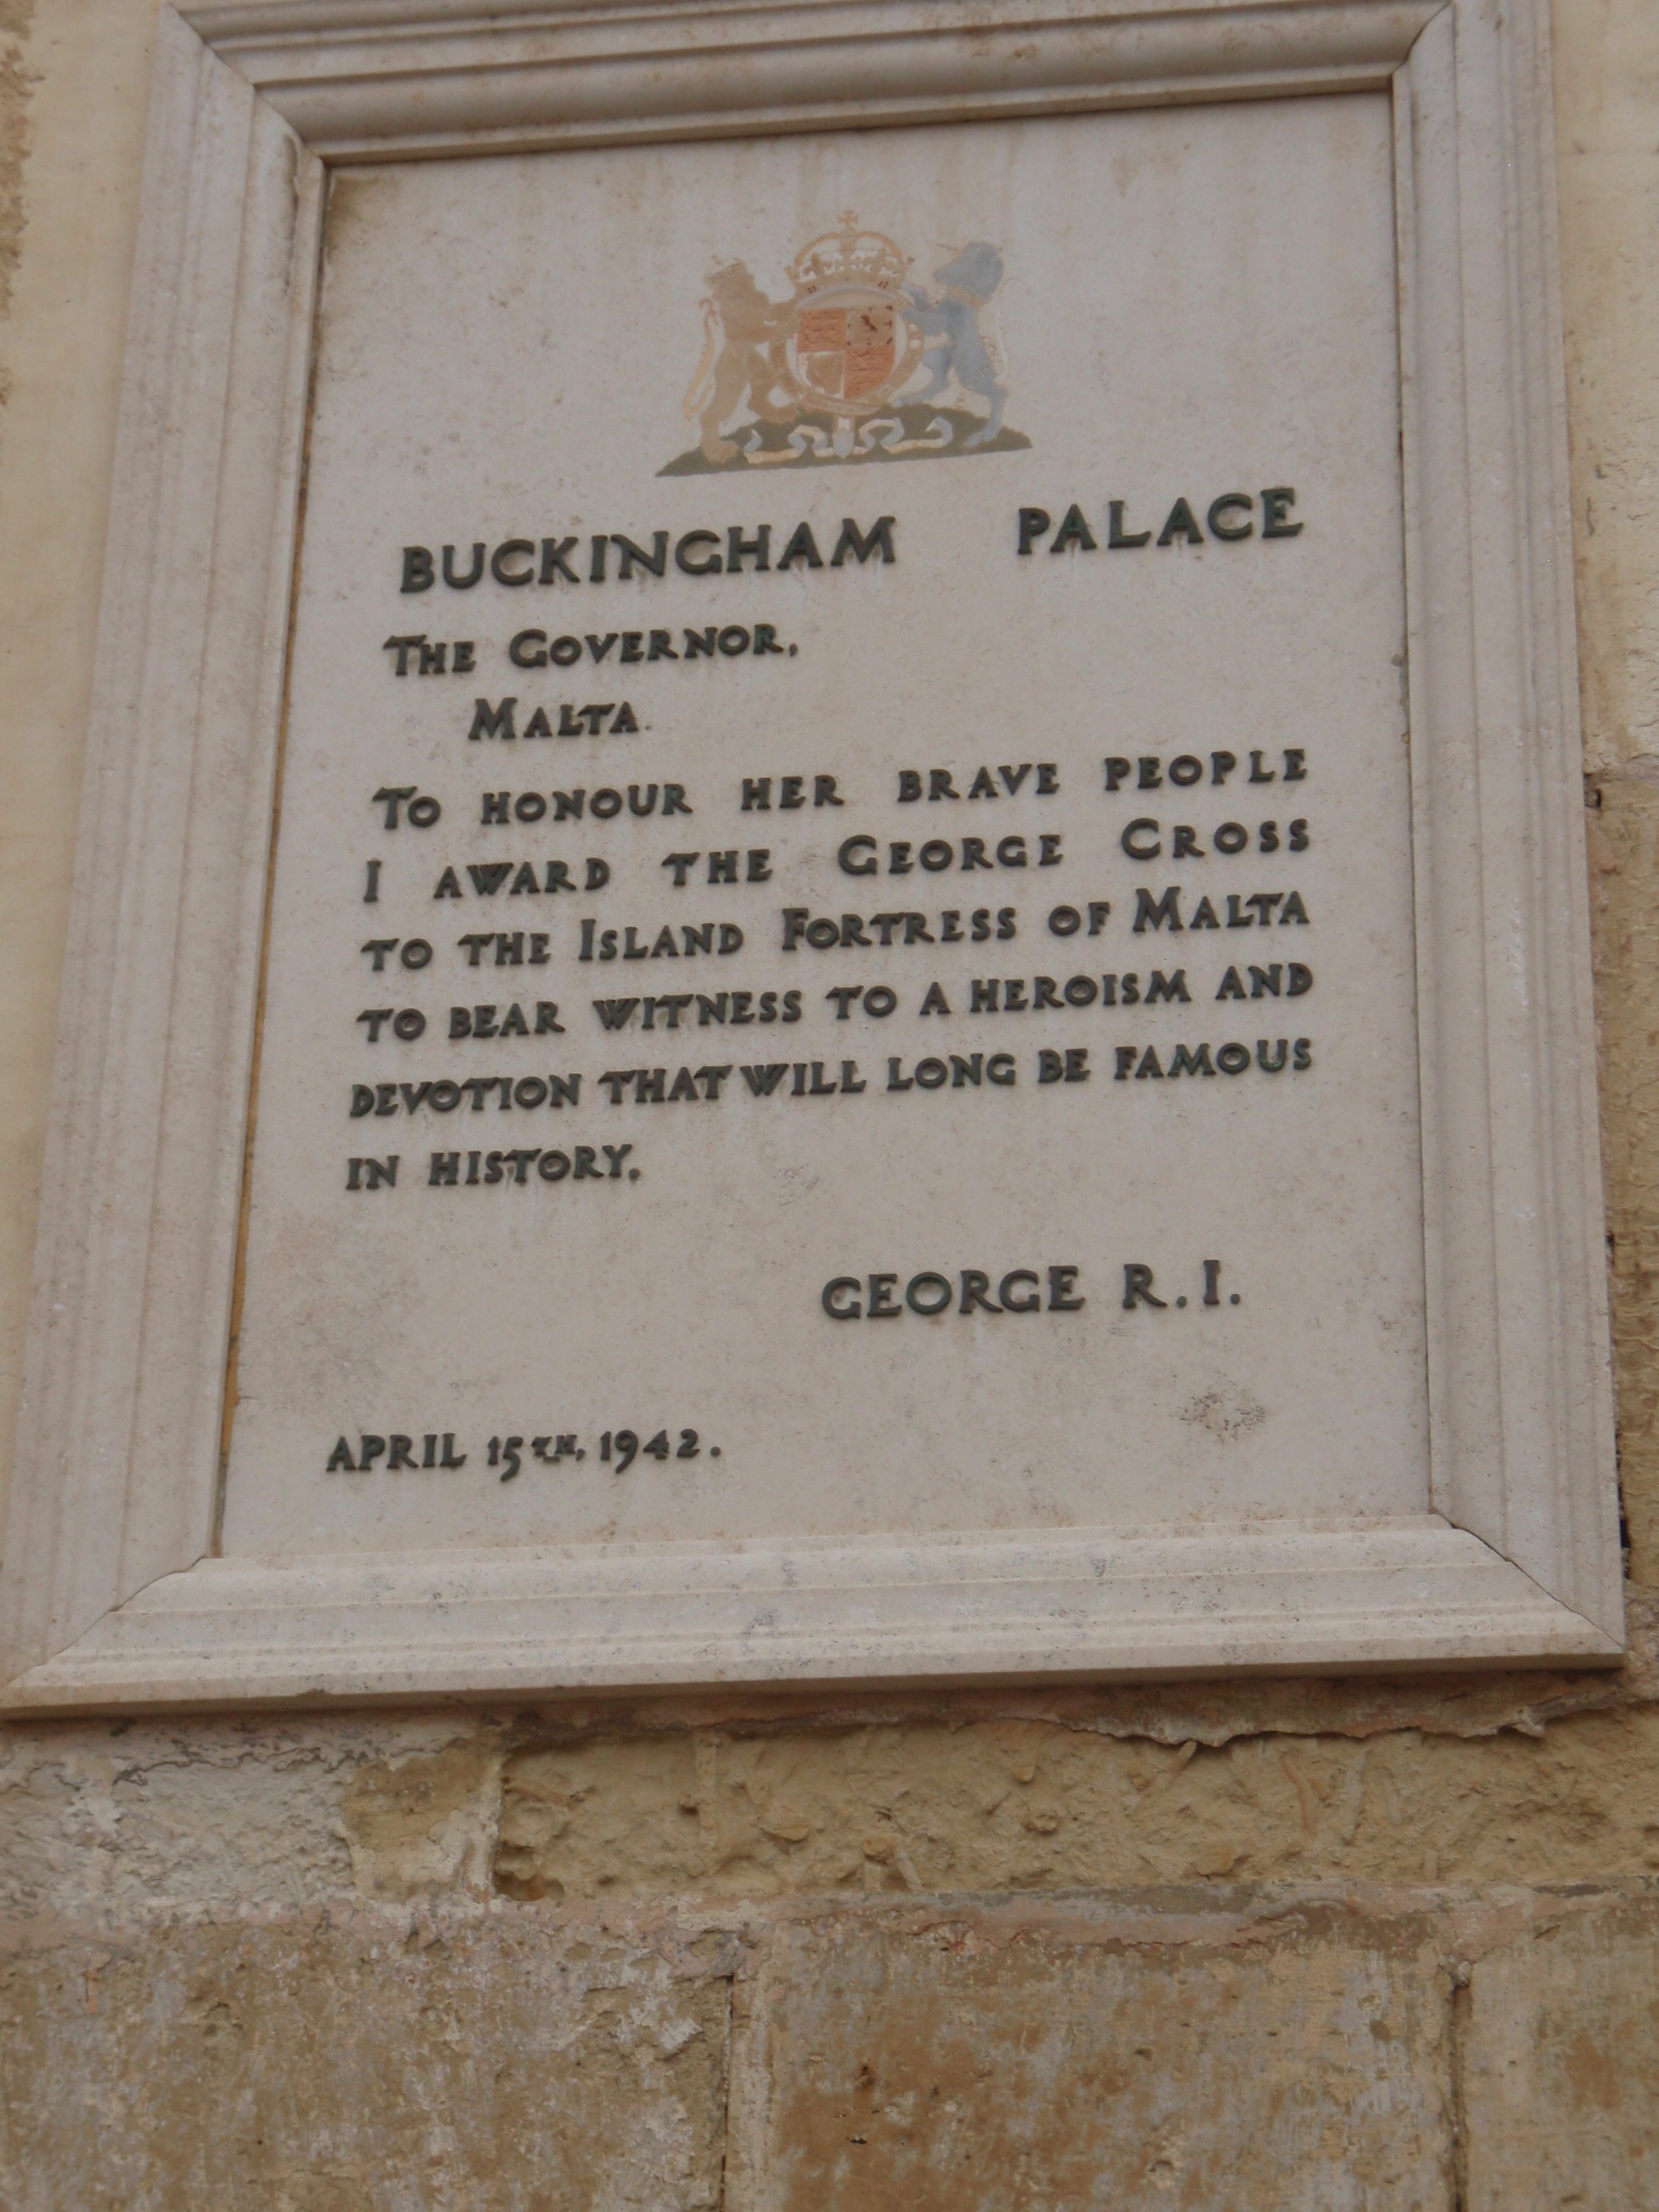 BUCKINGHAM PALACE
THE GOVERNOR,
MALTA.
TO HONOUR HER BRAVE PEOPLE
I AWARD THE GEORGE CROSS
TO THE ISLAND FORTRESS OF MALTA
TO BEAR WITNESS TO A HEROISM AND
DEVOTION THAT WILL LONG BE FAMOUS
IN HISTORY.
GEORGE R.I.
APRIL 15TH, 1942.